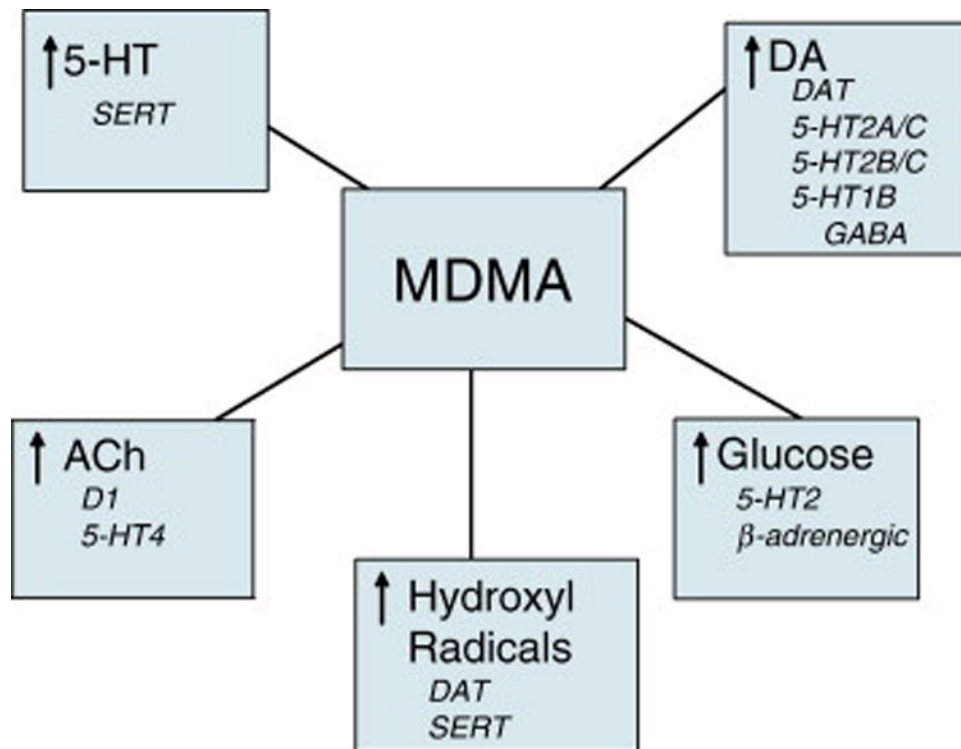 ↑5-HT
SERT
↑DA
DAT
5-HT2A/C
5-HT2B/C
5-HT1B
GABA
MDMA
↑ACh
D1
5-HT4
↑Glucose
5-HT2
β-adrenergic
↑Hydroxyl
Radicals
DAT
SERT